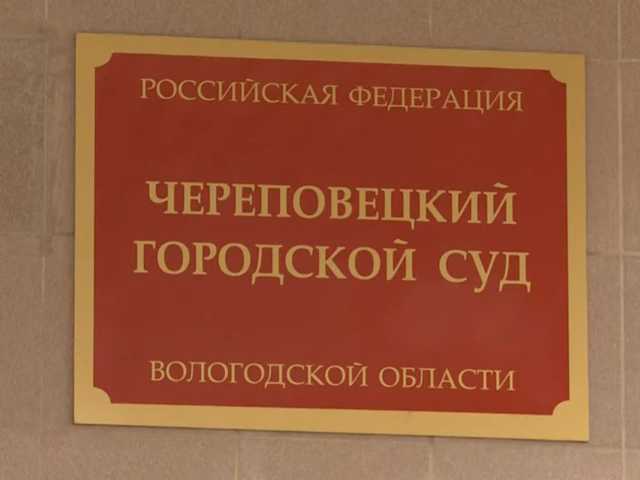 РОССИЙСКАЯ ФЕДЕРАЦИЯ
ЧЕРЕПОВЕЦКИЙ
ГОРОДСКОЙ СУД
ВОЛОГОДСКОЙ ОБЛАСТИ